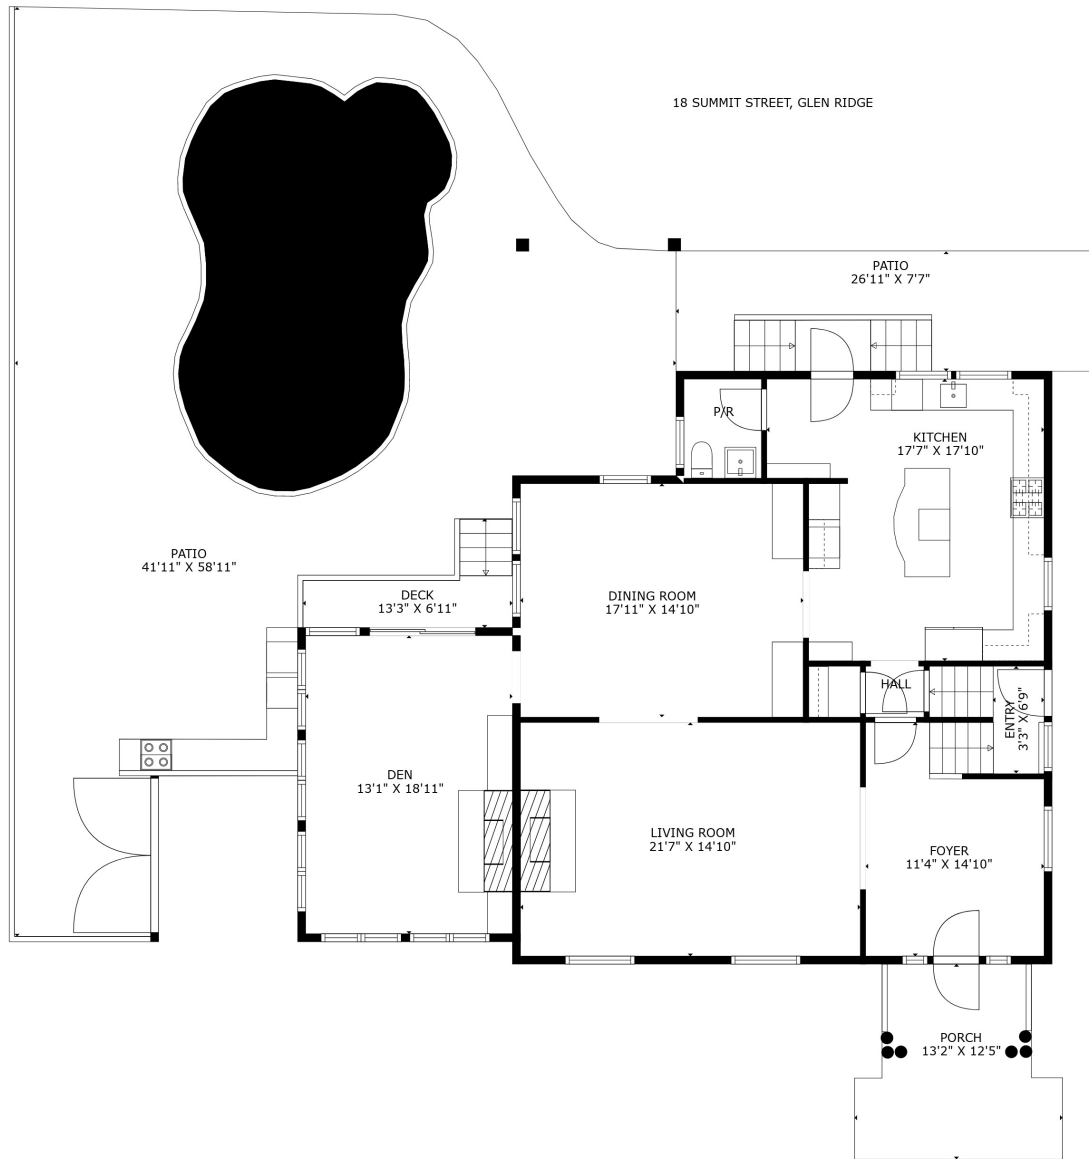 18 SUMMIT STREET, GLEN RIDGE
PATIO
26'11" X 7'7"
P/R
KITCHEN
17'7" X 17'10"
PATIO
41'11" X 58'11"
DECK
13'3" X 6'11"
DINING ROOM
17'11" X 14'10"
HALL
ENTRY
3'3" X 6'9"
DEN
13'1" X 18'11"
LIVING ROOM
21'7" X 14'10"
FOYER
11'4" X 14'10"
PORCH
13'2" X 12'5"